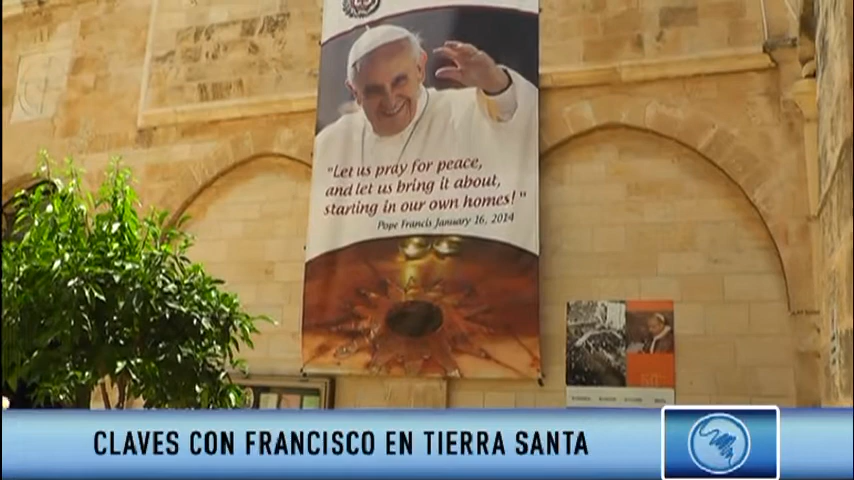 "Let us pray for peace,
and let us bring it about,
starting in our own homes!"
Pope Francis January 16, 2014
CLAVES CON FRANCISCO EN TIERRA SANTA